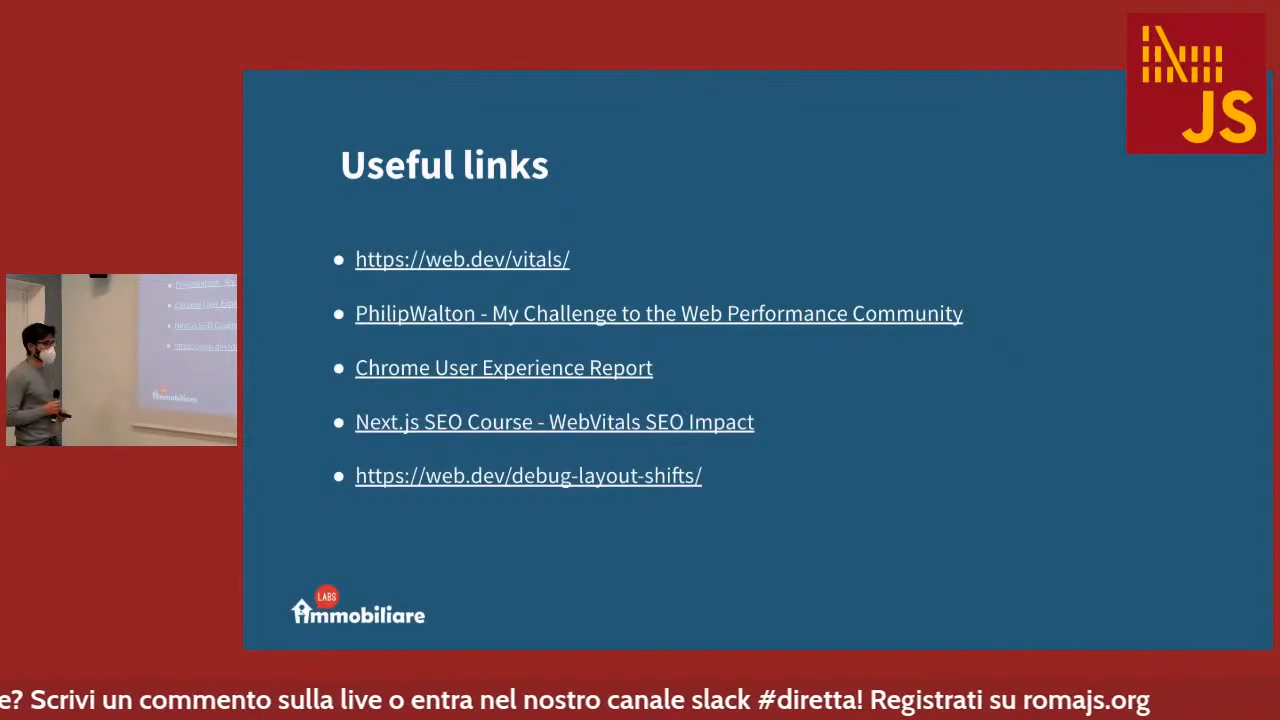 JS
Useful links
https://web.dev/vitals/
PhilipWalton - My Challenge to the Web Performance Community
Chrome User Experience Report
Next.js SEO Course - WebVitals SEO Impact
https://web.dev/debug-layout-shifts/
LABS
immobiliare
e? Scrivi un commento sulla live o entra nel nostro canale slack #diretta! Registrati su romajs.org